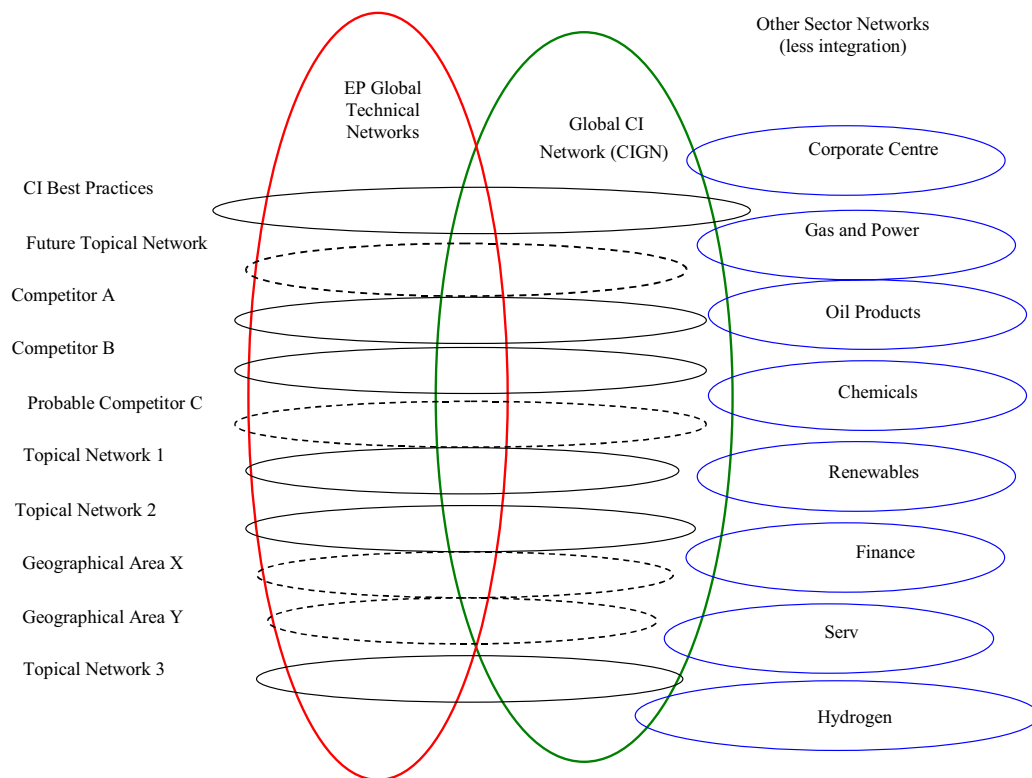 Other Sector Networks
(less integration)
EP Global
Technical
Networks
Global CI
Network (CIGN)
Corporate Centre
CI Best Practices
Gas and Power
Future Topical Network
Competitor A
Oil Products
Competitor B
Chemicals
Probable Competitor C
Topical Network 1
Renewables
Topical Network 2
Finance
Geographical Area X
Geographical Area Y
Serv
Topical Network 3
Hydrogen